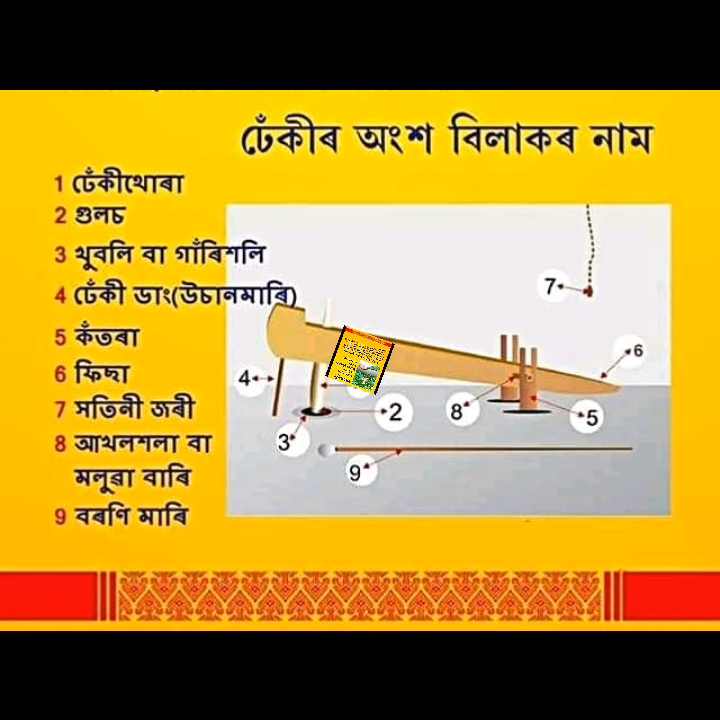 ঢেঁকীৰ অংশ বিলাকৰ নাম
1 ঢেঁকীথোৰা
2 গুলচ
3 খুবলি বা গাঁৰিশলি
4 ঢেঁকী ডাং(উচানমাৰি)
5 কঁতৰা
6 ফিছা
7 সতিনী জৰী
8 আখলশলা বা
মলুৱা বাৰি
9 বৰণি মাৰি
7
6
4
2
8
5
3
9